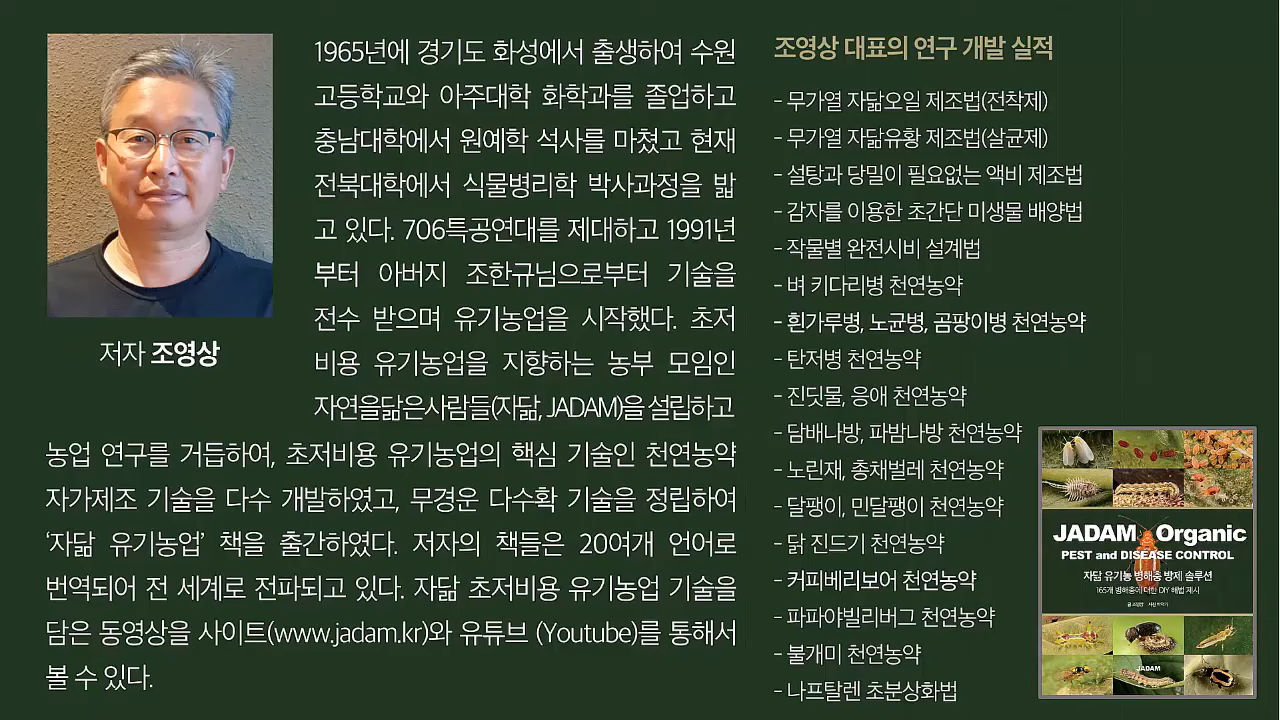 1965년에 경기도 화성에서 출생하여 수원
고등학교와 아주대학 화학과를 졸업하고
충남대학에서 원예학 석사를 마쳤고 현재
전북대학에서 식물병리학 박사과정을 밟
고 있다. 706특공연대를 제대하고 1991년
부터 아버지 조한규님으로부터 기술을
전수 받으며 유기농업을 시작했다. 초저
비용 유기농업을 지향하는 농부 모임인
자연을닮은사람들(자닮, JADAM)을 설립하고
농업 연구를 거듭하여, 초저비용 유기농업의 핵심 기술인 천연농약
자가제조 기술을 다수 개발하였고, 무경운 다수확 기술을 정립하여
‘자닮 유기농업’ 책을 출간하였다. 저자의 책들은 20여개 언어로
번역되어 전 세계로 전파되고 있다. 자닮 초저비용 유기농업 기술을
담은 동영상을 사이트(www.jadam.kr)와 유튜브 (Youtube)를 통해서
볼 수 있다.
저자 조영상
조영상 대표의 연구 개발 실적
- 무가열 자닮오일 제조법(전착제)
- 무가열 자닮유황 제조법(살균제)
- 설탕과 당밀이 필요없는 액비 제조법
- 감자를 이용한 초간단 미생물 배양법
- 작물별 완전시비 설계법
- 벼 키다리병 천연농약
- 흰가루병, 노균병, 곰팡이병 천연농약
- 탄저병 천연농약
- 진딧물, 응애 천연농약
- 담배나방, 파밤나방 천연농약
- 노린재, 총채벌레 천연농약
- 달팽이, 민달팽이 천연농약
- 닭 진드기 천연농약
- 커피베리보어 천연농약
- 파파야빌리버그 천연농약
- 불개미 천연농약
- 나프탈렌 초분상화법
JADAM Organic
PEST and DISEASE CONTROL
자닮 유기농 병해충 방제 솔루션
165개 병해충에 대한 DIY 해법 제시
JADAM